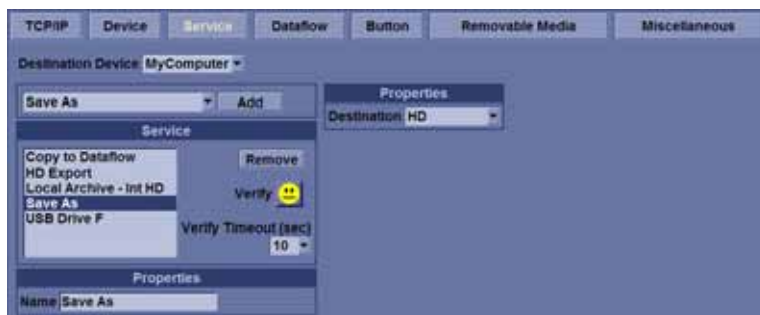 TCP/IP Device Service Dataflow Button Removable Media Miscellaneous
Destination Device MyComputer
Save As Add
Properties
Destination HD
Service
Copy to Dataflow
HD Export
Local Archive - Int HD
Save As
USB Drive F
Remove
Verify
Verify Timeout (sec)
10
Properties
Name Save As